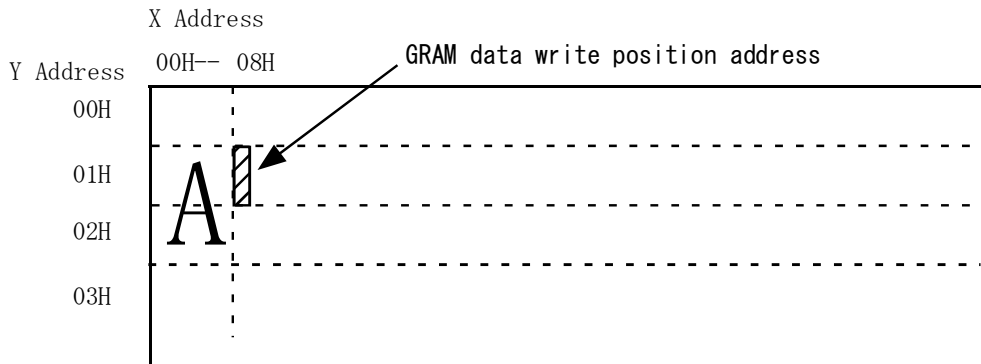 X Address
00H-- 08H
GRAM data write position address
Y Address
00H
01H
A
02H
03H